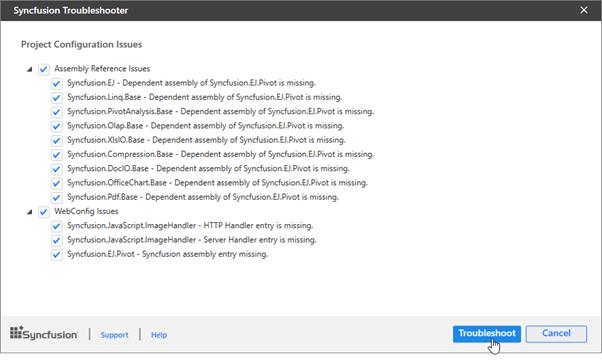 Syncfusion Troubleshooter
Project Configuration Issues
Assembly Reference Issues
Syncfusion.EJ - Dependent assembly of Syncfusion.EJ.Pivot is missing.
Syncfusion.Linq.Base - Dependent assembly of Syncfusion.EJ.Pivot is missing.
Syncfusion.PivotAnalysis.Base - Dependent assembly of Syncfusion.EJ.Pivot is missing.
Syncfusion.Olap.Base - Dependent assembly of Syncfusion.EJ.Pivot is missing.
Syncfusion.XlsIO.Base - Dependent assembly of Syncfusion.EJ.Pivot is missing.
Syncfusion.Compression.Base - Dependent assembly of Syncfusion.EJ.Pivot is missing.
Syncfusion.DocIO.Base - Dependent assembly of Syncfusion.EJ.Pivot is missing.
Syncfusion.OfficeChart.Base - Dependent assembly of Syncfusion.EJ.Pivot is missing.
Syncfusion.Pdf.Base - Dependent assembly of Syncfusion.EJ.Pivot is missing.
WebConfig Issues
Syncfusion.JavaScript.ImageHandler - HTTP Handler entry is missing.
Syncfusion.JavaScript.ImageHandler - Server Handler entry is missing.
Syncfusion.EJ.Pivot - Syncfusion assembly entry missing.
Syncfusion | Support | Help Troubleshoot Cancel